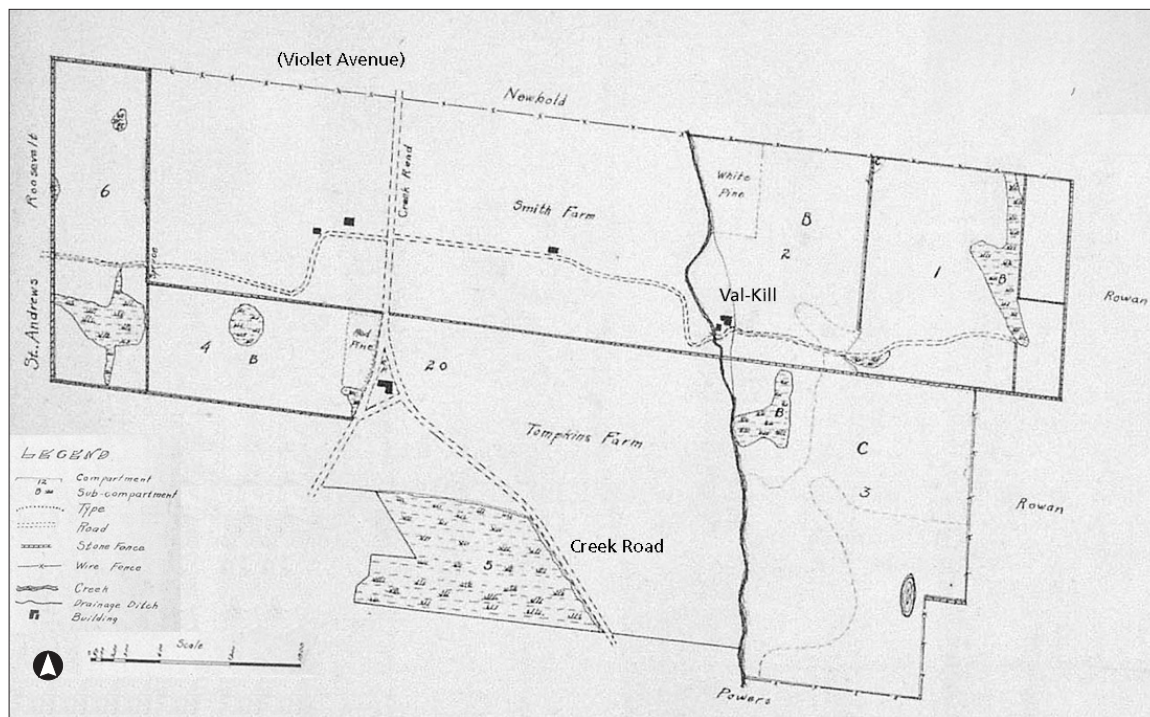 (Violet Avenue)
Newbold
Roosevelt
6
Creek Road
Smith Farm
White
Pine
B
2
1
B
Rowan
Val-Kill
St. Andrews
4
B
Red
Pine
20
Tompkins Farm
B
C
3
Rowan
5
Creek Road
Powers
LEGEND
12 Compartment
B Sub-compartment
Type
Road
Stone Fence
Wire Fence
Creek
Drainage Ditch
Building
Scale